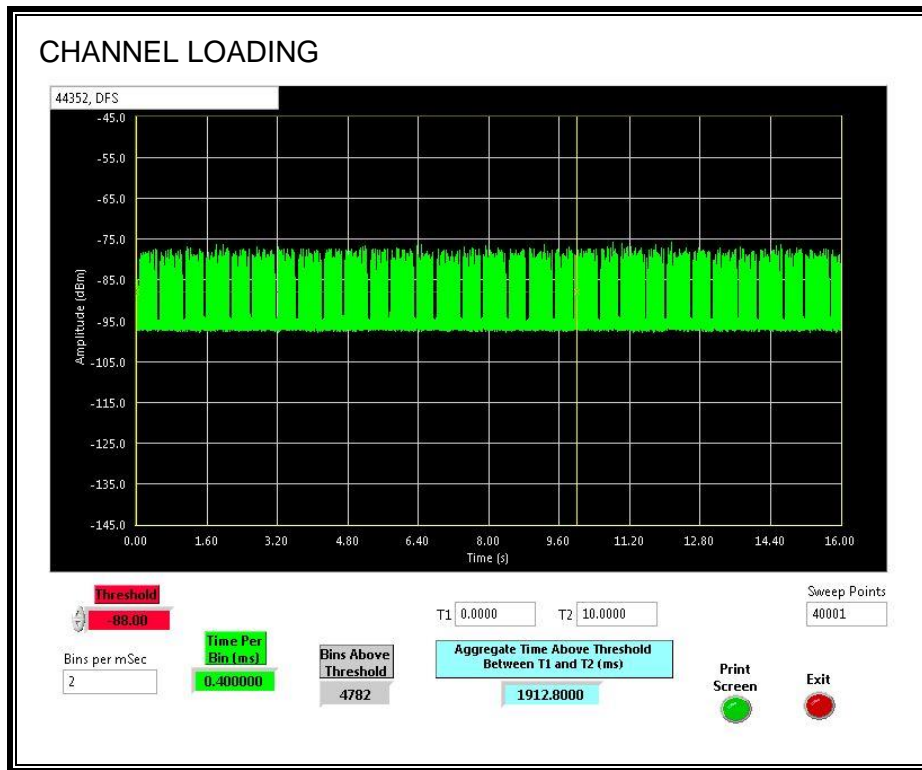 CHANNEL LOADING
44352, DFS
-45.0
-55.0
-65.0
-75.0
-85.0
-95.0
-105.0
-115.0
-125.0
-135.0
-145.0
Amplitude (dBm)
0.00 1.60 3.20 4.80 6.40 8.00 9.60 11.20 12.80 14.40 16.00
Time (s)
Threshold
-88.00
Bins per mSec
2
Time Per
Bin (ms)
0.400000
Bins Above
Threshold
4782
T1 0.0000 T2 10.0000
Aggregate Time Above Threshold
Between T1 and T2 (ms)
1912.8000
Sweep Points
40001
Print
Screen
Exit